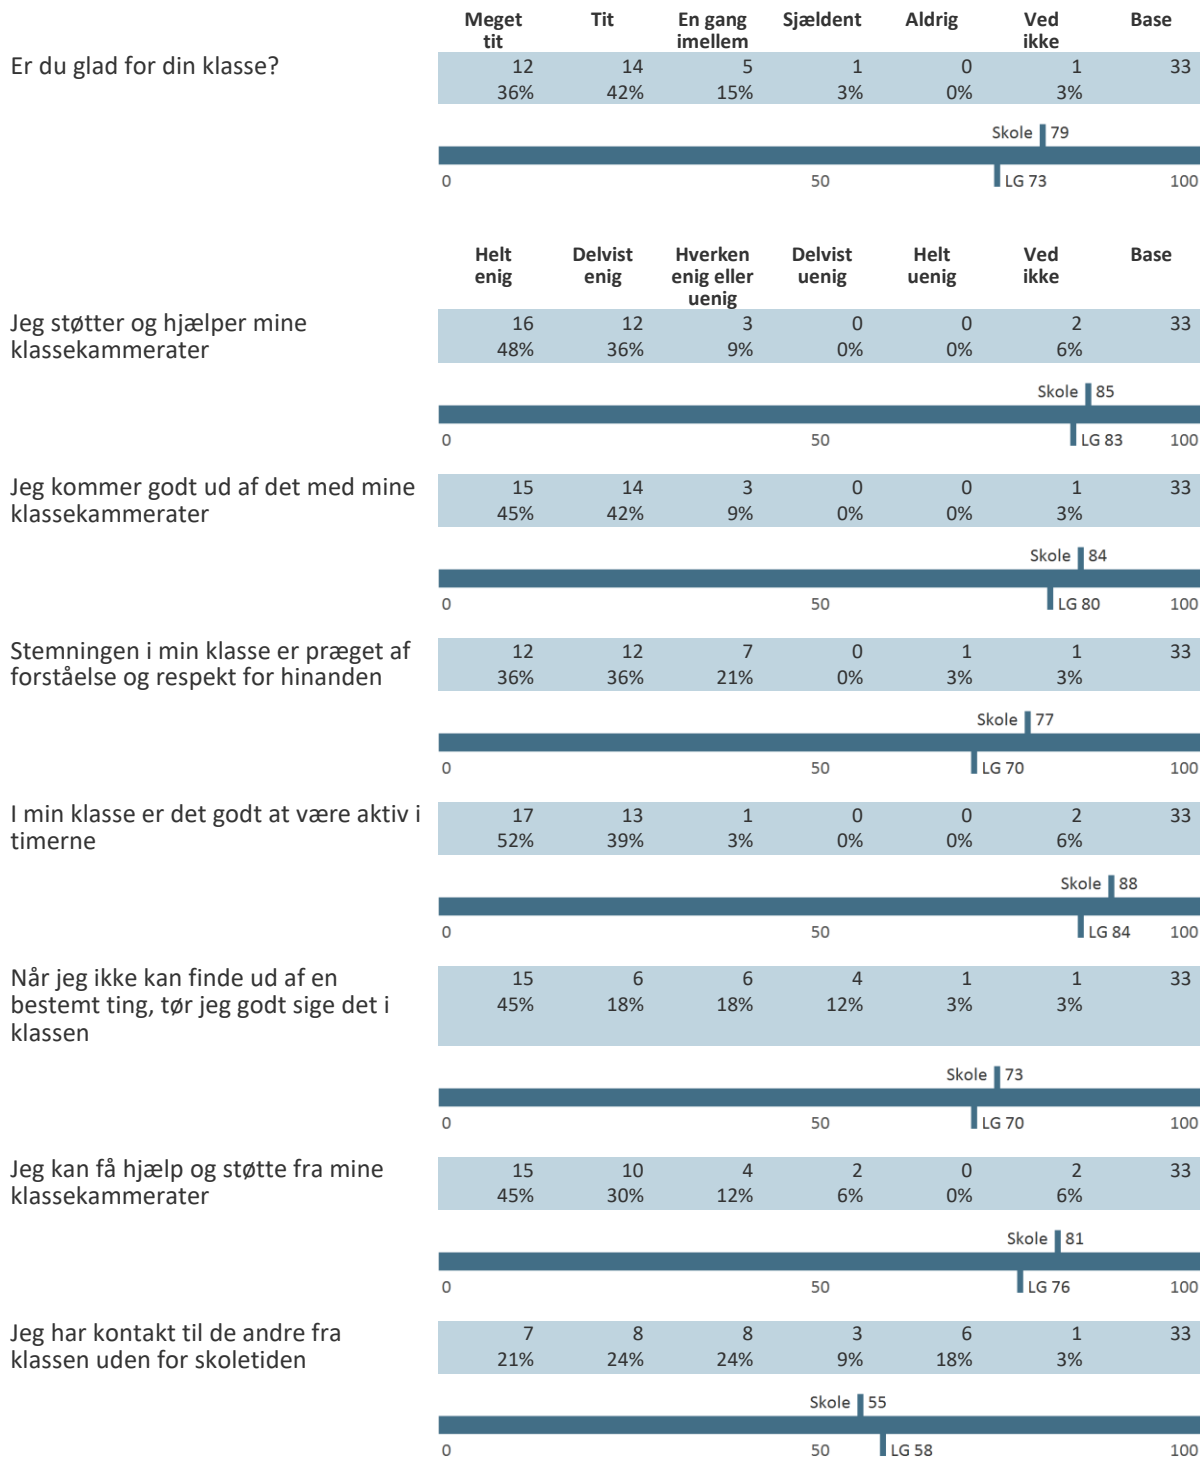 Meget tit Tit En gang imellem Sjældent Aldrig Ved ikke Base
Er du glad for din klasse?
12 14 5 1 0 1 33
36% 42% 15% 3% 0% 3%
Skole 79
0 50 LG 73 100
Helt enig Delvist enig Hverken enig eller uenig Delvist uenig Helt uenig Ved ikke Base
Jeg støtter og hjælper mine 16 12 3 0 0 2 33
klassekammerater 48% 36% 9% 0% 0% 6%
Skole 85
0 50 LG 83 100
Jeg kommer godt ud af det med mine 15 14 3 0 0 1 33
klassekammerater 45% 42% 9% 0% 0% 3%
Skole 84
0 50 LG 80 100
Stemningen i min klasse er præget af 12 12 7 0 1 1 33
forståelse og respekt for hinanden 36% 36% 21% 0% 3% 3%
Skole 77
0 50 LG 70 100
I min klasse er det godt at være aktiv i 17 13 1 0 0 2 33
timerne 52% 39% 3% 0% 0% 6%
Skole 88
0 50 LG 84 100
Når jeg ikke kan finde ud af en 15 6 6 4 1 1 33
bestemt ting, tør jeg godt sige det i 45% 18% 18% 12% 3% 3%
klassen
Skole 73
0 50 LG 70 100
Jeg kan få hjælp og støtte fra mine 15 10 4 2 0 2 33
klassekammerater 45% 30% 12% 6% 0% 6%
Skole 81
0 50 LG 76 100
Jeg har kontakt til de andre fra 7 8 8 3 6 1 33
klassen uden for skoletiden 21% 24% 24% 9% 18% 3%
Skole 55
0 50 LG 58 100